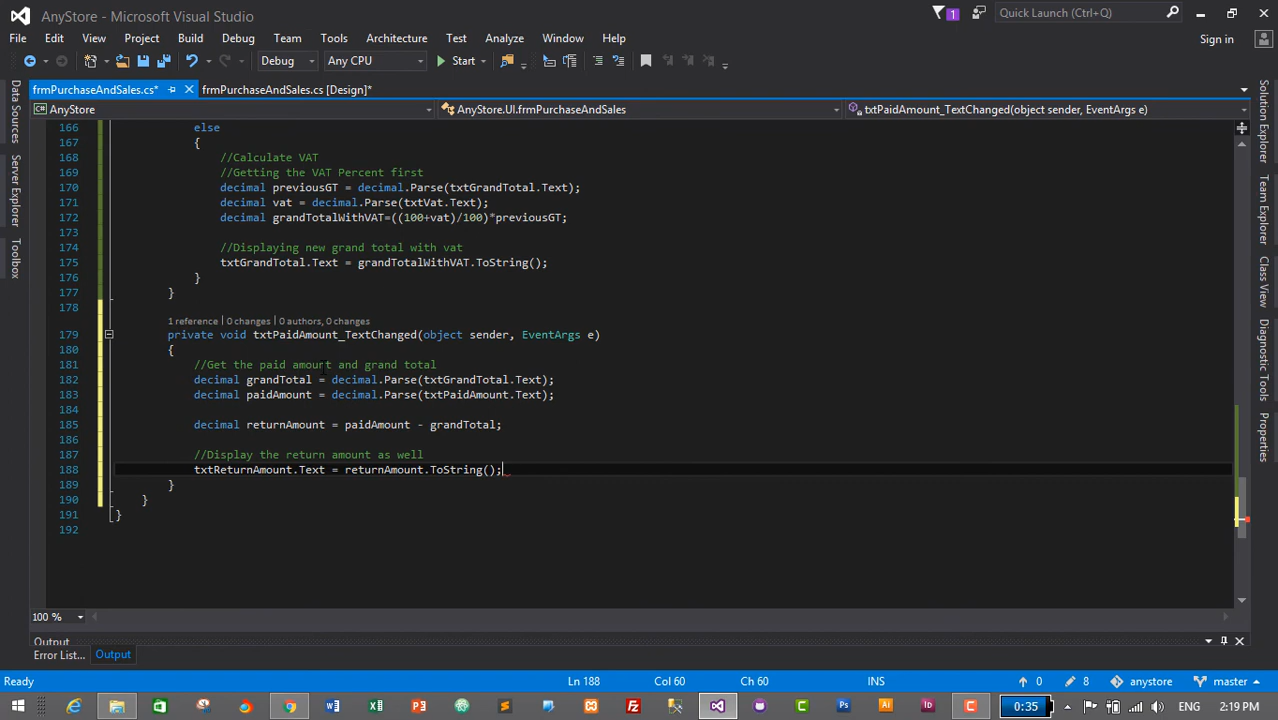 AnyStore - Microsoft Visual Studio
1
Quick Launch (Ctrl+Q)
File Edit View Project Build Debug Team Tools Architecture Test Analyze Window Help
Sign in
Debug Any CPU Start
frmPurchaseAndSales.cs* frmPurchaseAndSales.cs [Design]*
AnyStore AnyStore.UI.frmPurchaseAndSales txtPaidAmount_TextChanged(object sender, EventArgs e)
Data Sources
Server Explorer
Toolbox
166 else
167 {
168 //Calculate VAT
169 //Getting the VAT Percent first
170 decimal previousGT = decimal.Parse(txtGrandTotal.Text);
171 decimal vat = decimal.Parse(txtVat.Text);
172 decimal grandTotalWithVAT=((100+vat)/100)*previousGT;
173
174 //Displaying new grand total with vat
175 txtGrandTotal.Text = grandTotalWithVAT.ToString();
176 }
177 }
178
1 reference | 0 changes | 0 authors, 0 changes
179 private void txtPaidAmount_TextChanged(object sender, EventArgs e)
180 {
181 //Get the paid amount and grand total
182 decimal grandTotal = decimal.Parse(txtGrandTotal.Text);
183 decimal paidAmount = decimal.Parse(txtPaidAmount.Text);
184
185 decimal returnAmount = paidAmount - grandTotal;
186
187 //Display the return amount as well
188 txtReturnAmount.Text = returnAmount.ToString();
189 }
190 }
191 }
192
Solution Explorer
Team Explorer
Class View
Properties
Diagnostic Tools
100 %
Output
Error List... Output
Ready Ln 188 Col 60 Ch 60 INS 0 8 anystore master
0:35 ENG 2:19 PM